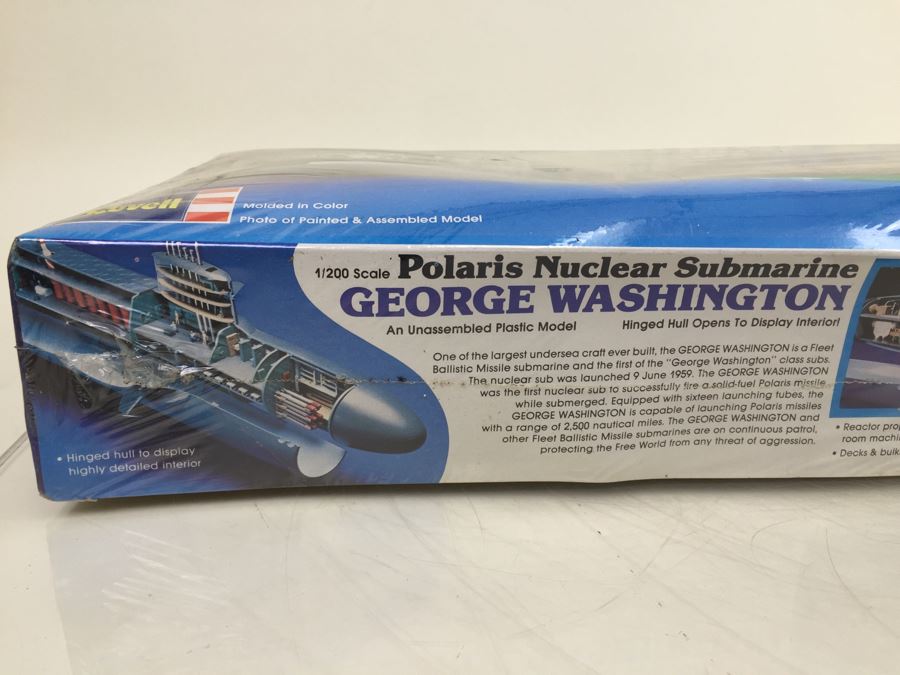 Revell
Molded in Color
Photo of Painted & Assembled Model
1/200 Scale Polaris Nuclear Submarine
GEORGE WASHINGTON
An Unassembled Plastic Model Hinged Hull Opens To Display Interior!
One of the largest undersea craft ever built, the GEORGE WASHINGTON is a Fleet
Ballistic Missile submarine and the first of the "George Washington" class subs.
The nuclear sub was launched 9 June 1959. The GEORGE WASHINGTON
was the first nuclear sub to successfully fire a solid-fuel Polaris missile
while submerged. Equipped with sixteen launching tubes, the
GEORGE WASHINGTON is capable of launching Polaris missiles
with a range of 2,500 nautical miles. The GEORGE WASHINGTON and
other Fleet Ballistic Missile submarines are on continuous patrol,
protecting the Free World from any threat of aggression.
• Hinged hull to display
highly detailed interior
• Reactor
room
• Decks &